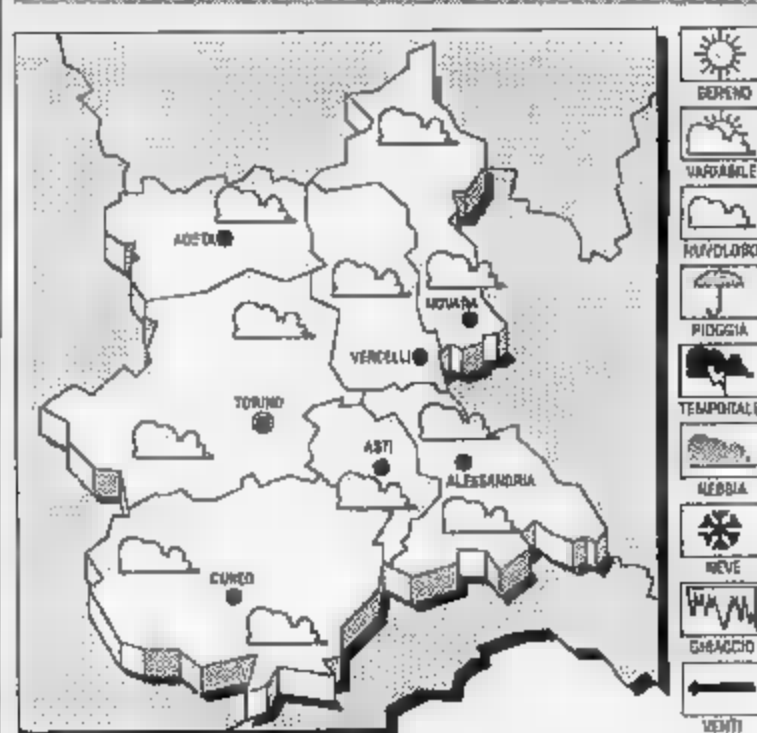 SERENO
VARIABILE
NUVOLOSO
PIOGGIA
TEMPORALE
NEBBIA
NEVE
GHIACCIO
VENTI
AOSTA
NOVARA
VERCELLI
TORINO
ASTI
ALESSANDRIA
CUNEO